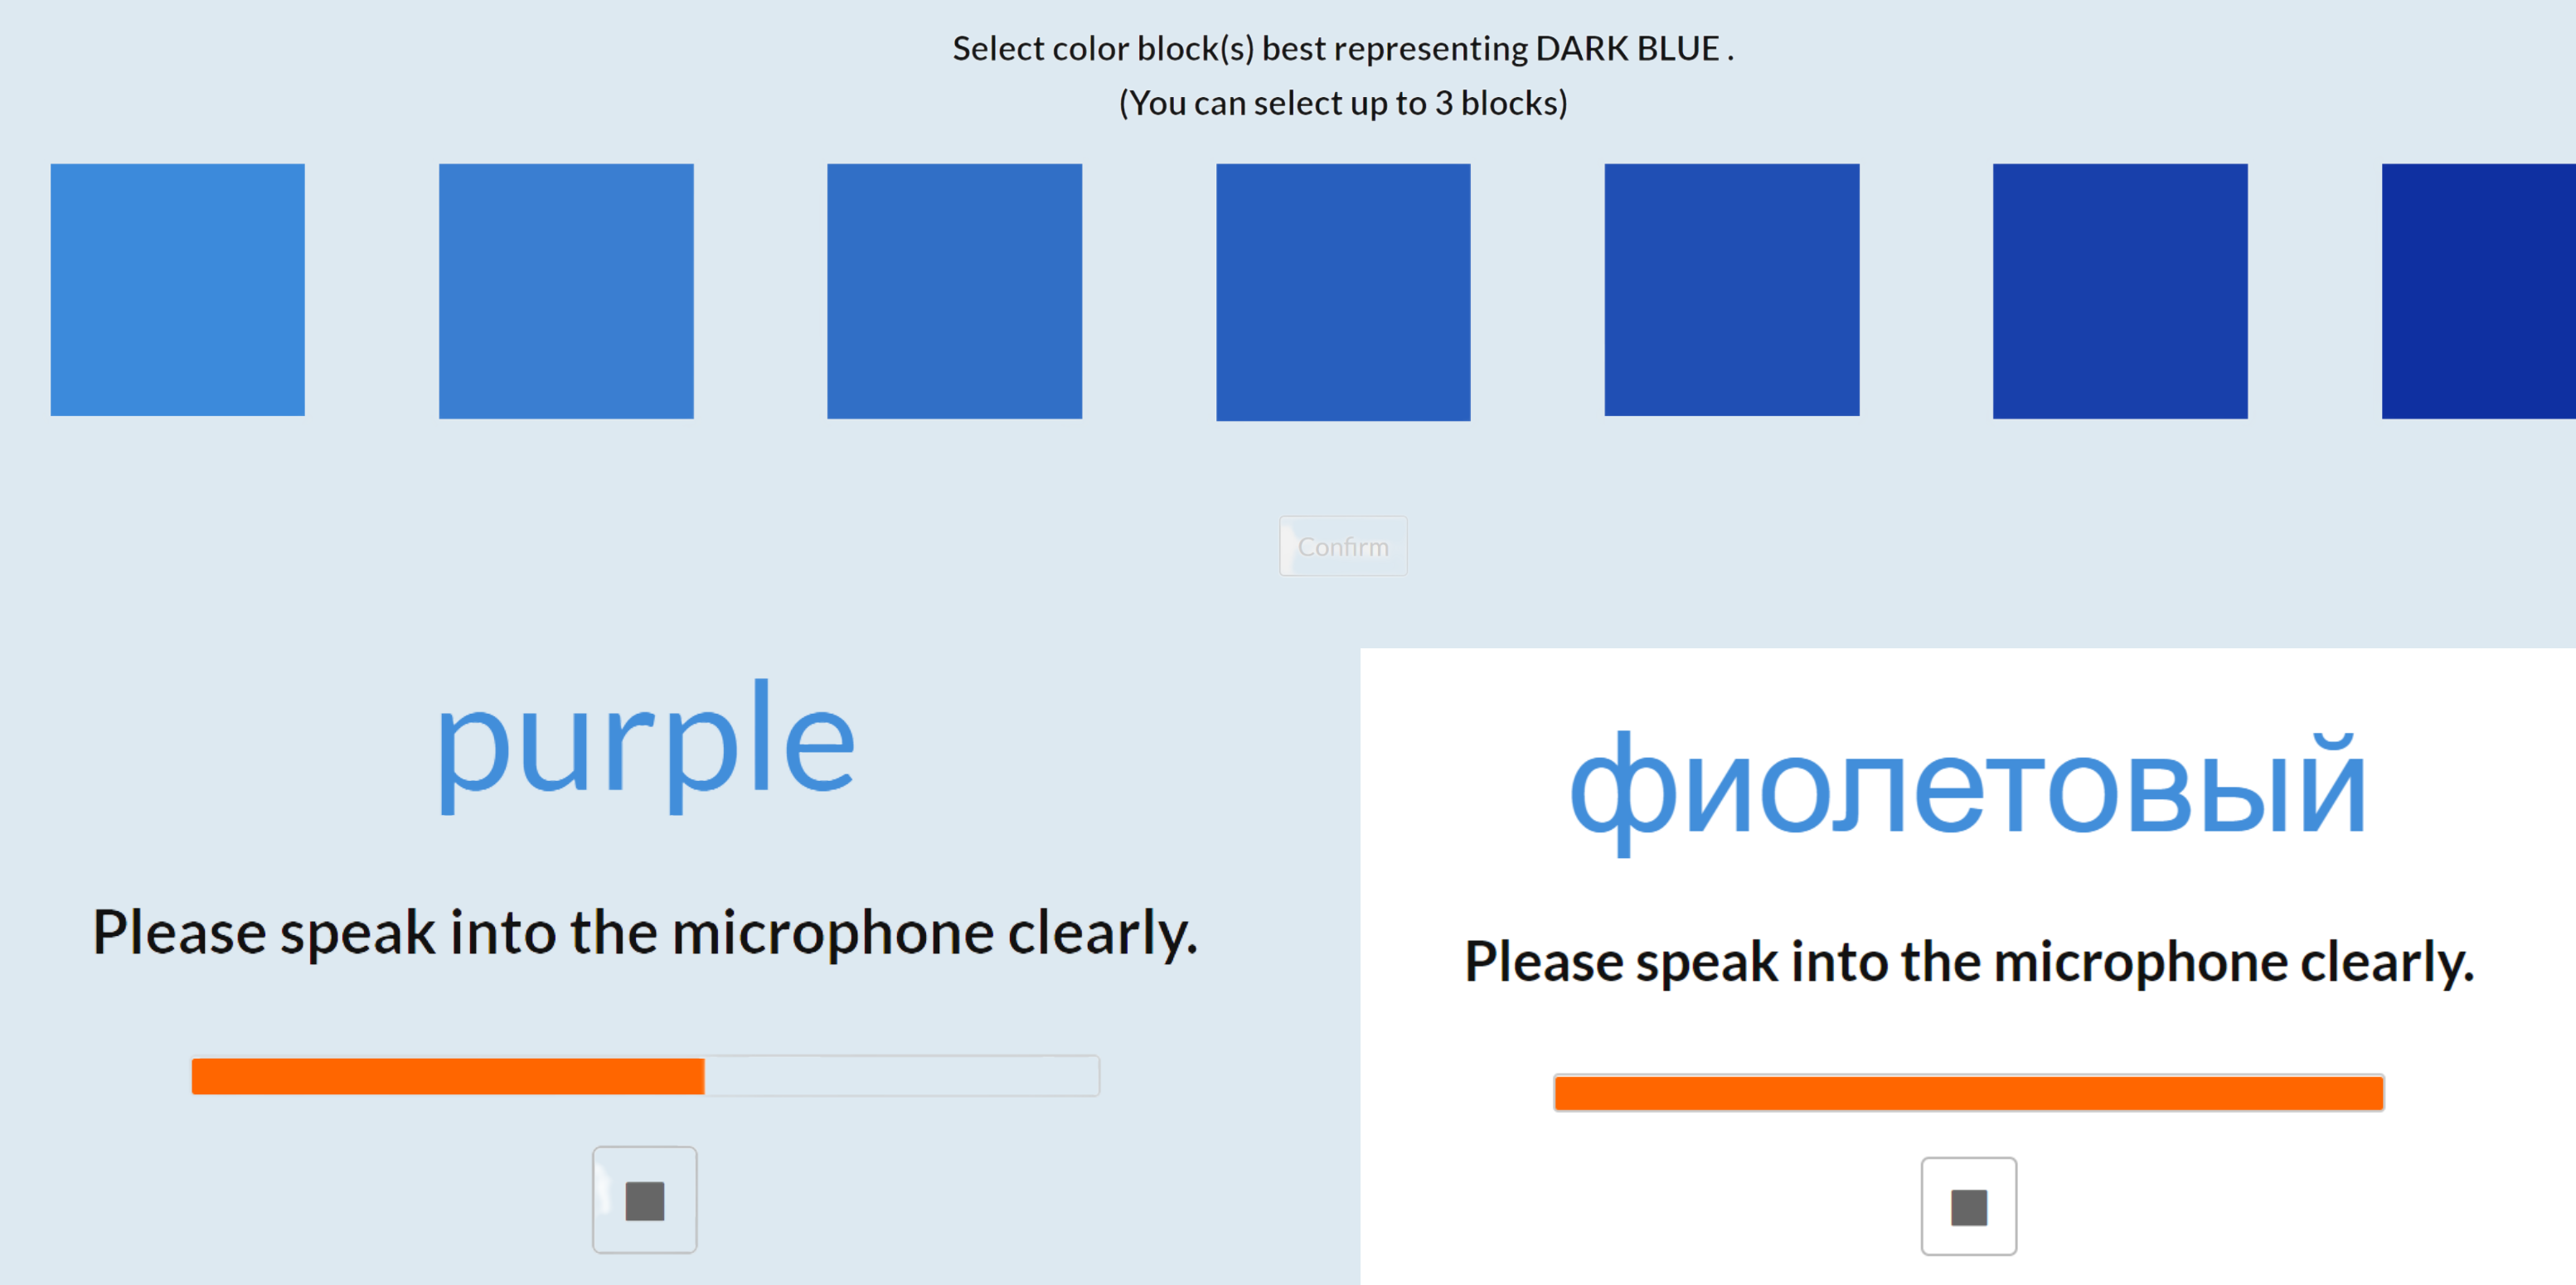 Select color block(s) best representing DARK BLUE .
(You can select up to 3 blocks)
Confirm
purple
Please speak into the microphone clearly.
фиолетовый
Please speak into the microphone clearly.